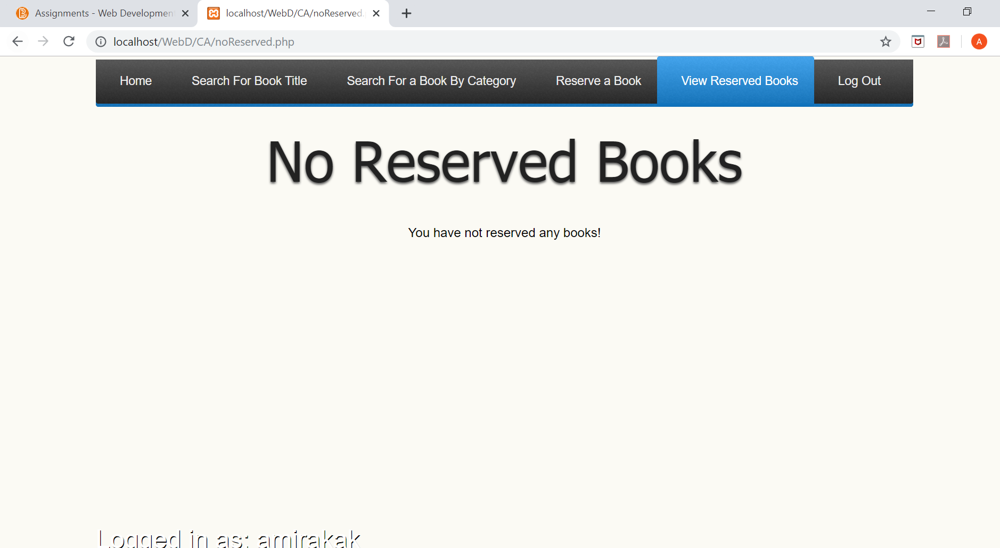 Assignments - Web Development
localhost/WebD/CA/noReserved.
localhost/WebD/CA/noReserved.php
A
Home Search For Book Title Search For a Book By Category Reserve a Book View Reserved Books Log Out
No Reserved Books
You have not reserved any books!
Logged in as: amirakak